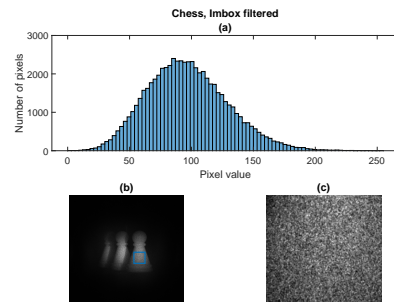 Chess, Imbox filtered
(a)
3000
2000
1000
0
Number of pixels
0 50 100 150 200 250
Pixel value
(b) (c)